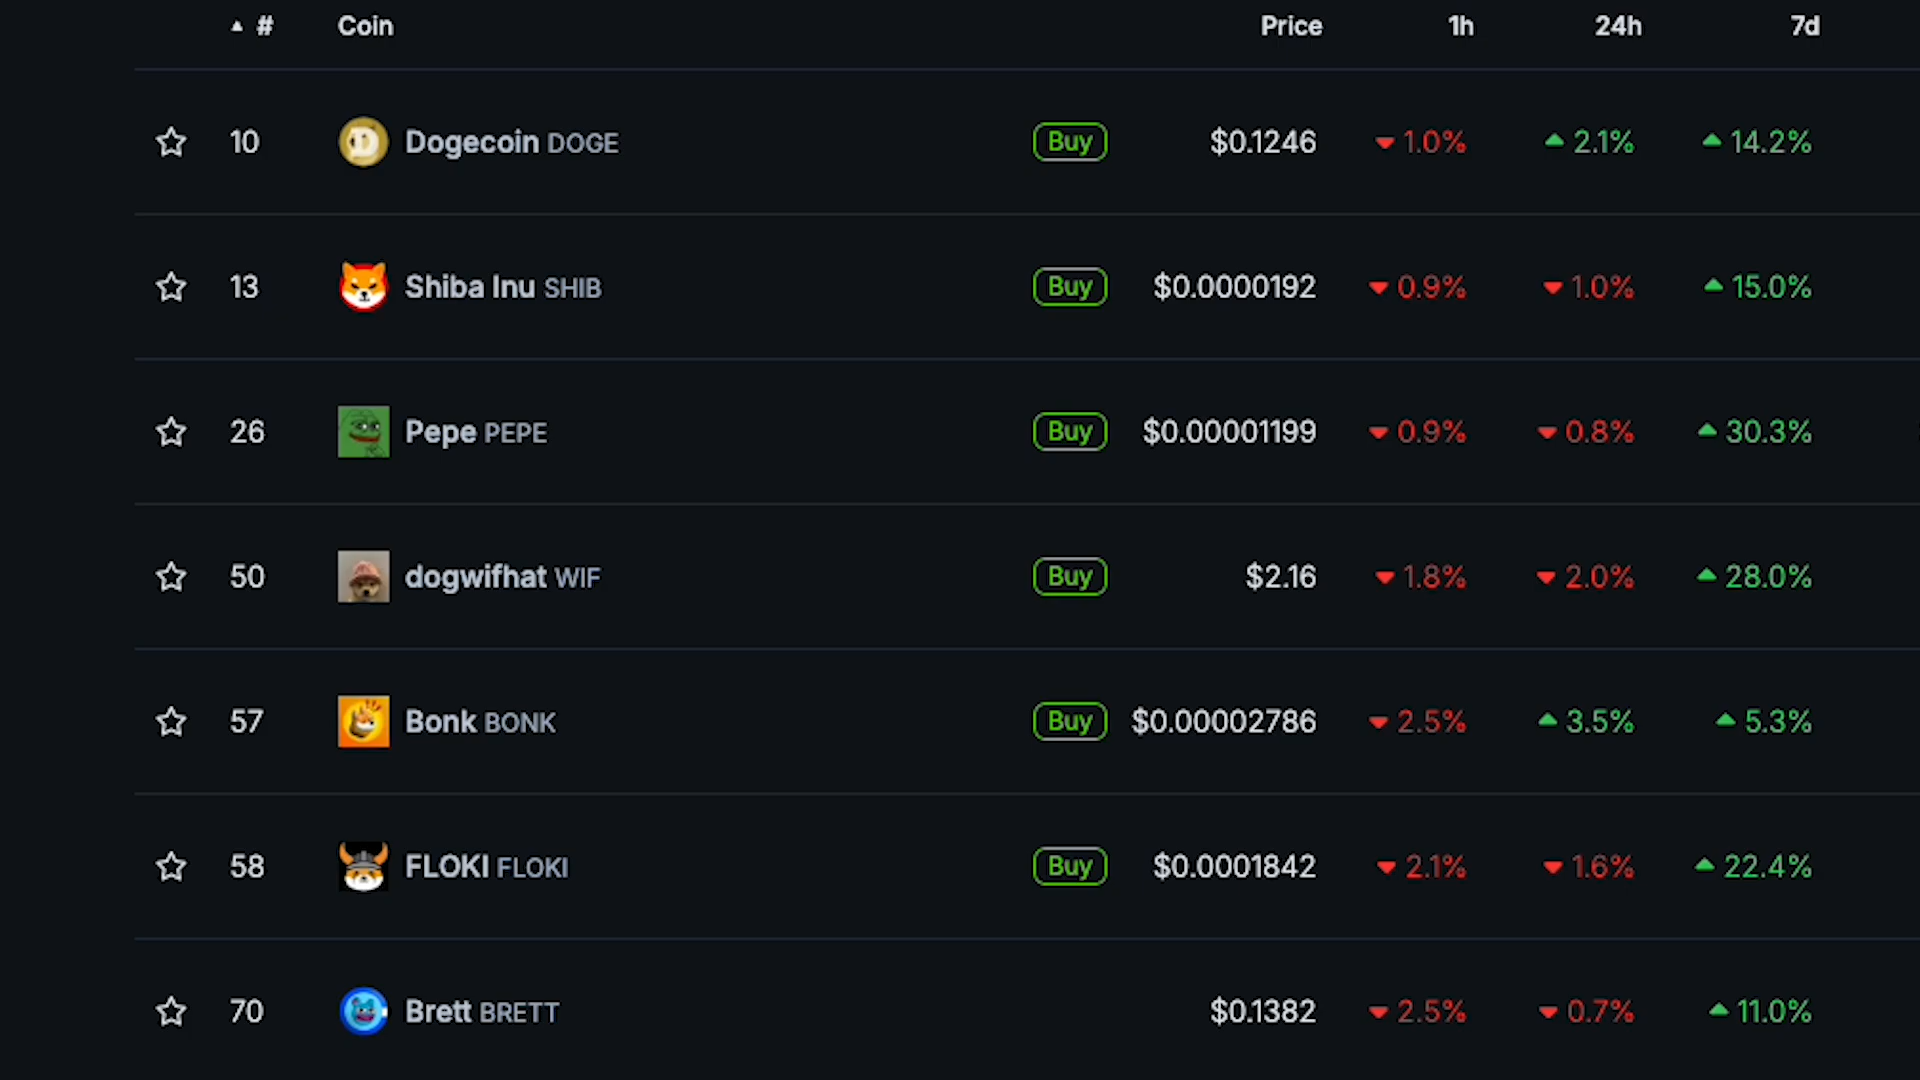 ▲ # Coin Price 1h 24h 7d
10 Dogecoin DOGE Buy $0.1246 ▼ 1.0% ▲ 2.1% ▲ 14.2%
13 Shiba Inu SHIB Buy $0.0000192 ▼ 0.9% ▼ 1.0% ▲ 15.0%
26 Pepe PEPE Buy $0.00001199 ▼ 0.9% ▼ 0.8% ▲ 30.3%
50 dogwifhat WIF Buy $2.16 ▼ 1.8% ▼ 2.0% ▲ 28.0%
57 Bonk BONK Buy $0.00002786 ▼ 2.5% ▲ 3.5% ▲ 5.3%
58 FLOKI FLOKI Buy $0.0001842 ▼ 2.1% ▼ 1.6% ▲ 22.4%
70 Brett BRETT $0.1382 ▼ 2.5% ▼ 0.7% ▲ 11.0%